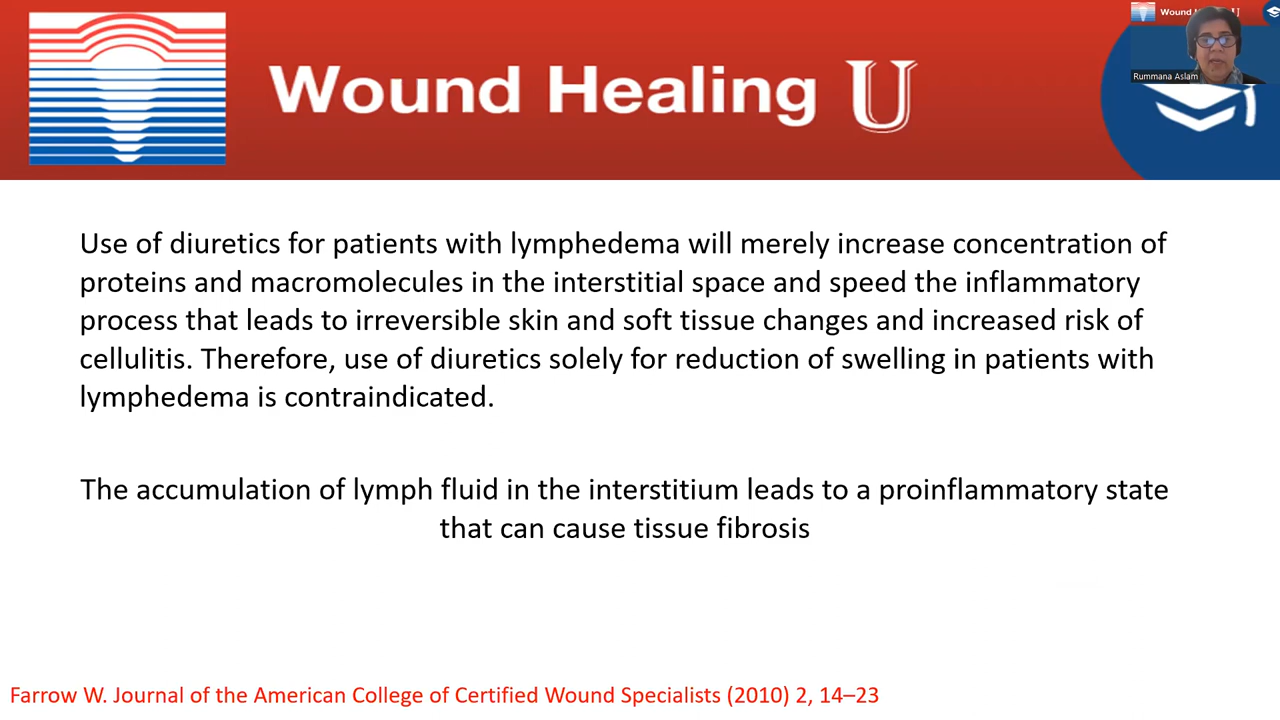 Wound Healing U
Rummana Aslam
Use of diuretics for patients with lymphedema will merely increase concentration of
proteins and macromolecules in the interstitial space and speed the inflammatory
process that leads to irreversible skin and soft tissue changes and increased risk of
cellulitis. Therefore, use of diuretics solely for reduction of swelling in patients with
lymphedema is contraindicated.
The accumulation of lymph fluid in the interstitium leads to a proinflammatory state
that can cause tissue fibrosis
Farrow W. Journal of the American College of Certified Wound Specialists (2010) 2, 14–23